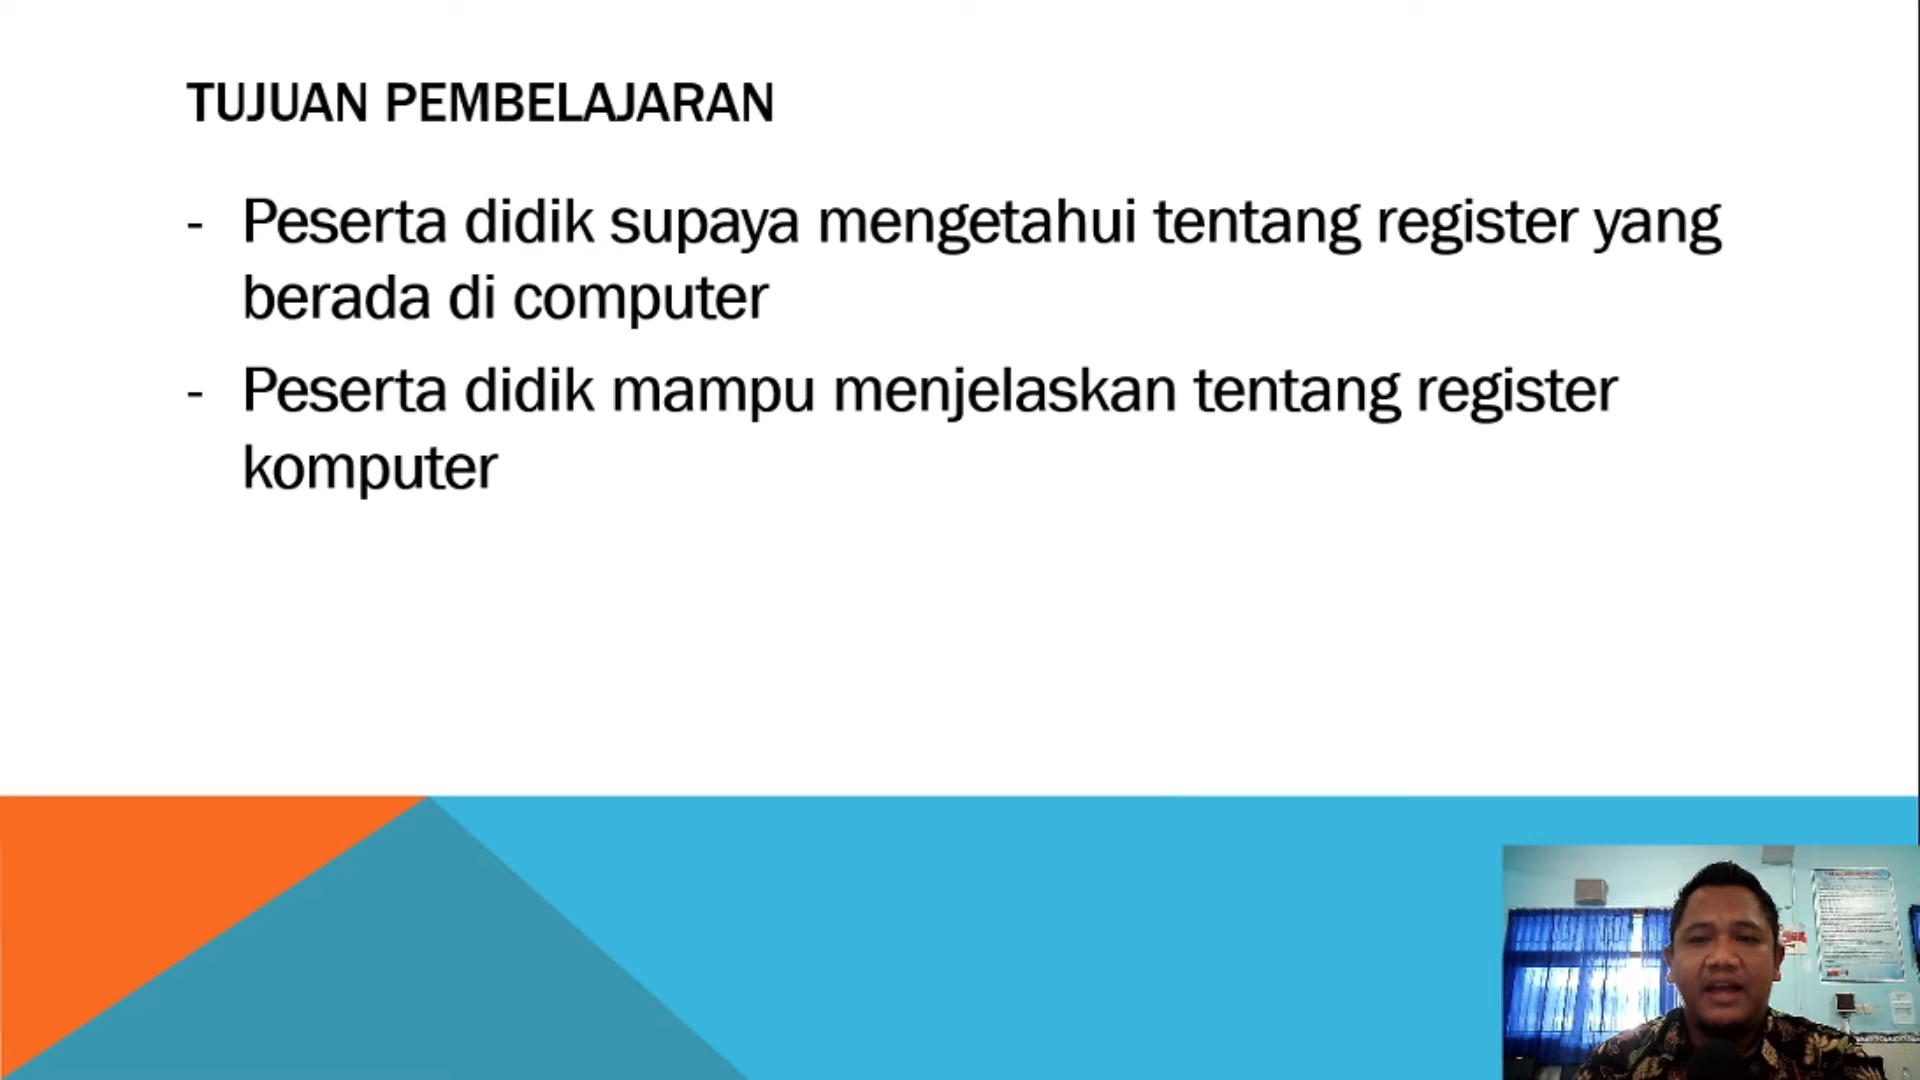 TUJUAN PEMBELAJARAN
- Peserta didik supaya mengetahui tentang register yang
berada di computer
- Peserta didik mampu menjelaskan tentang register
komputer